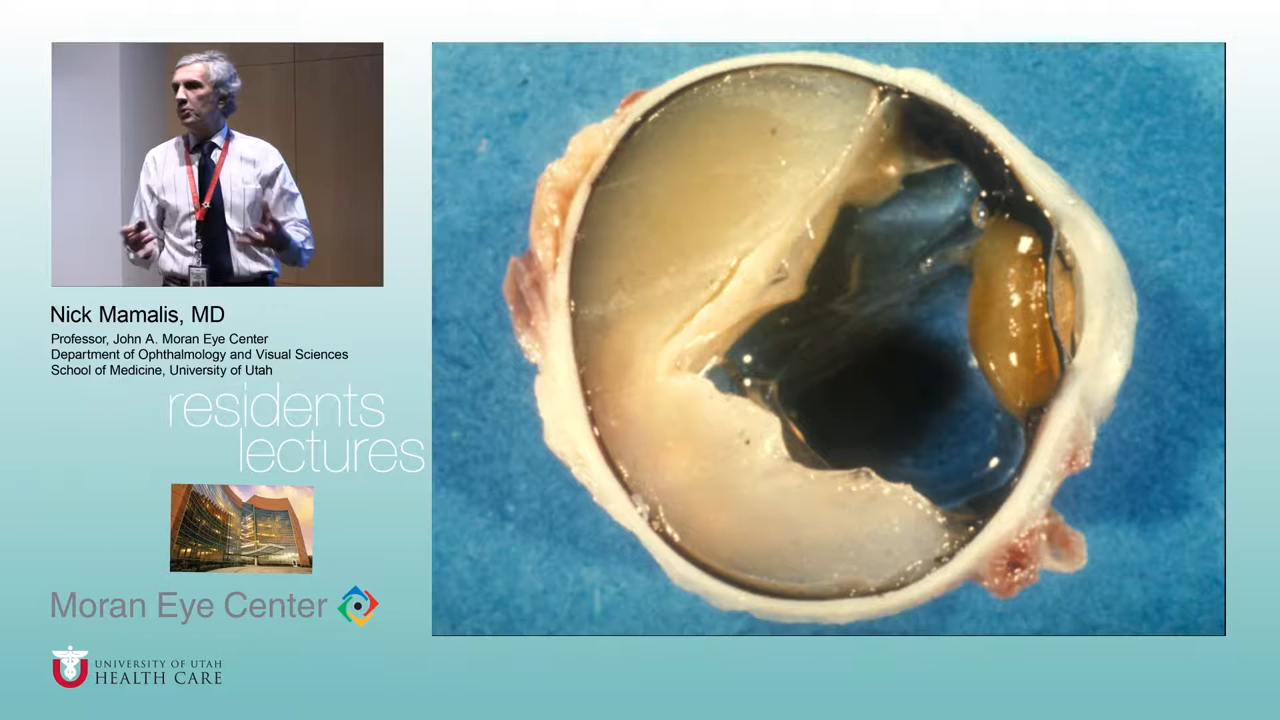 Nick Mamalis, MD
Professor, John A. Moran Eye Center
Department of Ophthalmology and Visual Sciences
School of Medicine, University of Utah
residents
lectures
Moran Eye Center
UNIVERSITY OF UTAH
HEALTH CARE